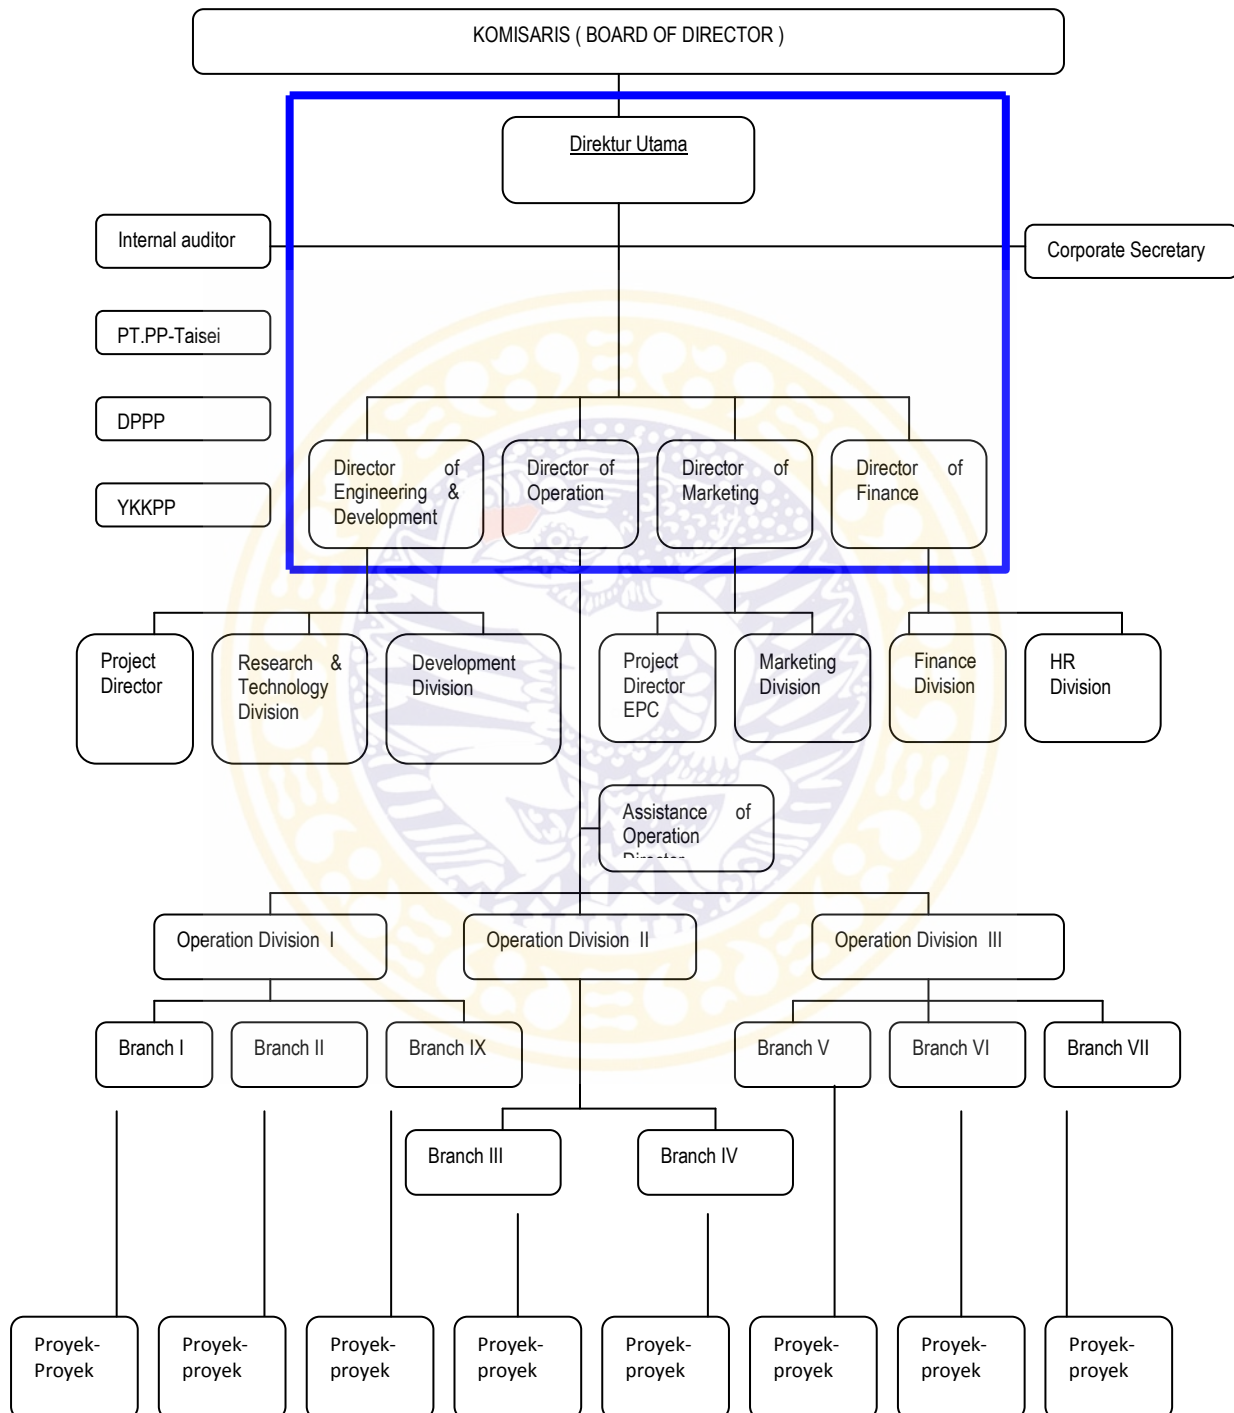 KOMISARIS ( BOARD OF DIRECTOR )
Direktur Utama
Internal auditor
Corporate Secretary
PT.PP-Taisei
DPPP
YKKPP
Director of
Engineering &
Development
Director of
Operation
Director of
Marketing
Director of
Finance
Project
Director
Research &
Technology
Division
Development
Division
Project
Director
EPC
Marketing
Division
Finance
Division
HR
Division
Assistance of
Operation
Director
Operation Division I
Operation Division II
Operation Division III
Branch I
Branch II
Branch IX
Branch V
Branch VI
Branch VII
Branch III
Branch IV
Proyek-
Proyek
Proyek-
proyek
Proyek-
proyek
Proyek-
proyek
Proyek-
proyek
Proyek-
proyek
Proyek-
proyek
Proyek-
proyek